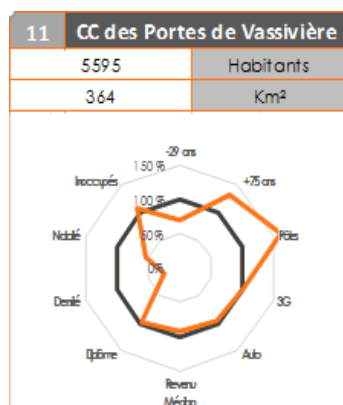 11 CC des Portes de Vassivière
5595 Habitants
364 Km²
-29 ans
150%
Inoccupés +75 ans
100%
Natalité 50% Pôles
0%
Densité 3G
Diplôme Auto
Revenu
Médian